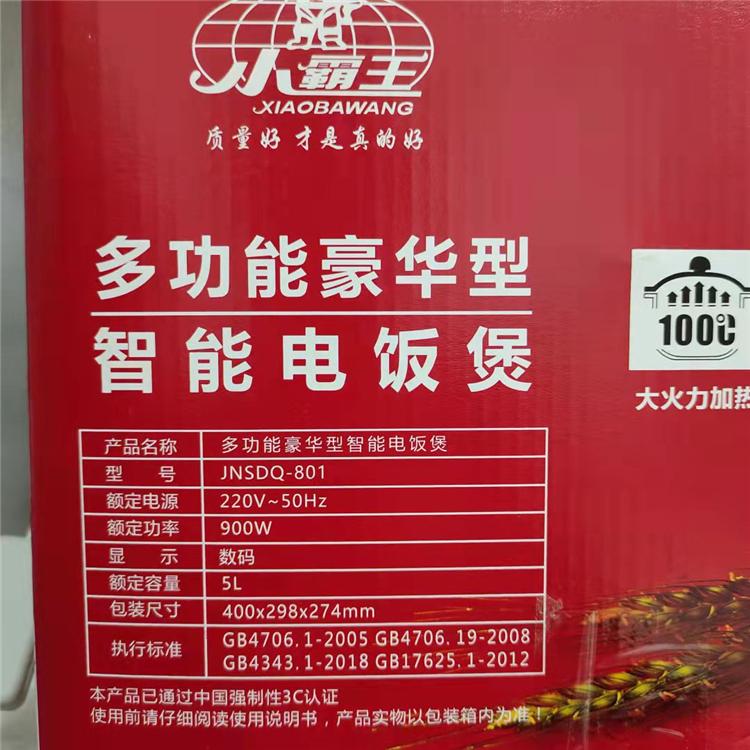 小霸王
XIAOBAWANG
质量好 才是真的好
多功能豪华型
智能电饭煲
100℃
大火力加热
产品名称 多功能豪华型智能电饭煲
型 号 JNSDQ-801
额定电源 220V~50Hz
额定功率 900W
显 示 数码
额定容量 5L
包装尺寸 400x298x274mm
执行标准 GB4706.1-2005 GB4706.19-2008
GB4343.1-2018 GB17625.1-2012
本产品已通过中国强制性3C认证
使用前请仔细阅读使用说明书，产品实物以包装箱内为准！